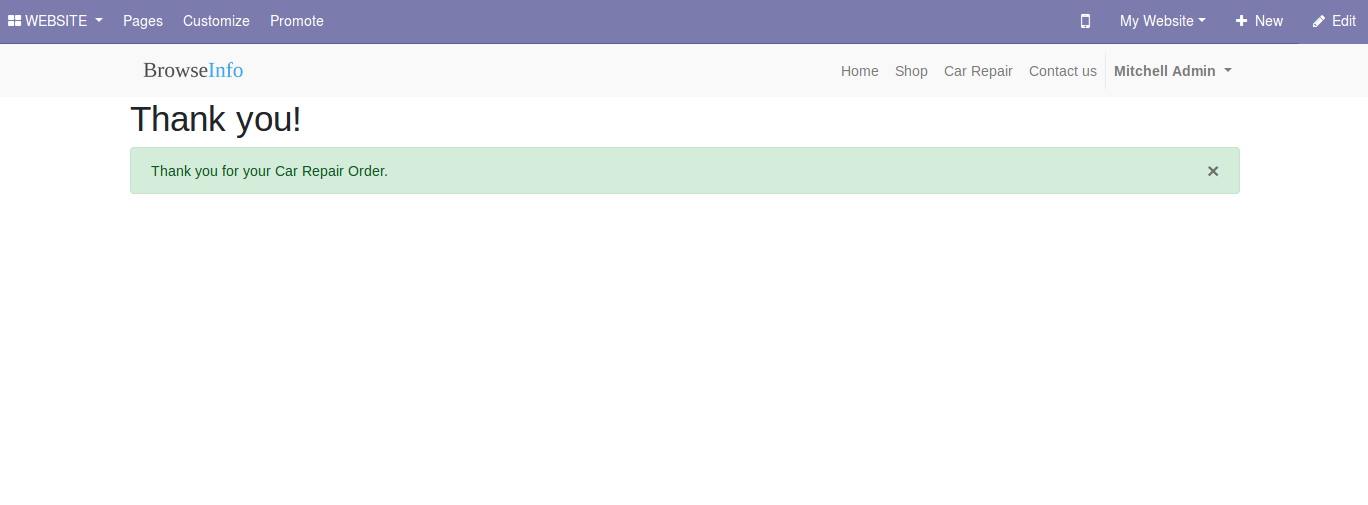 WEBSITE Pages Customize Promote My Website New Edit
BrowseInfo Home Shop Car Repair Contact us Mitchell Admin
Thank you!
Thank you for your Car Repair Order. ×